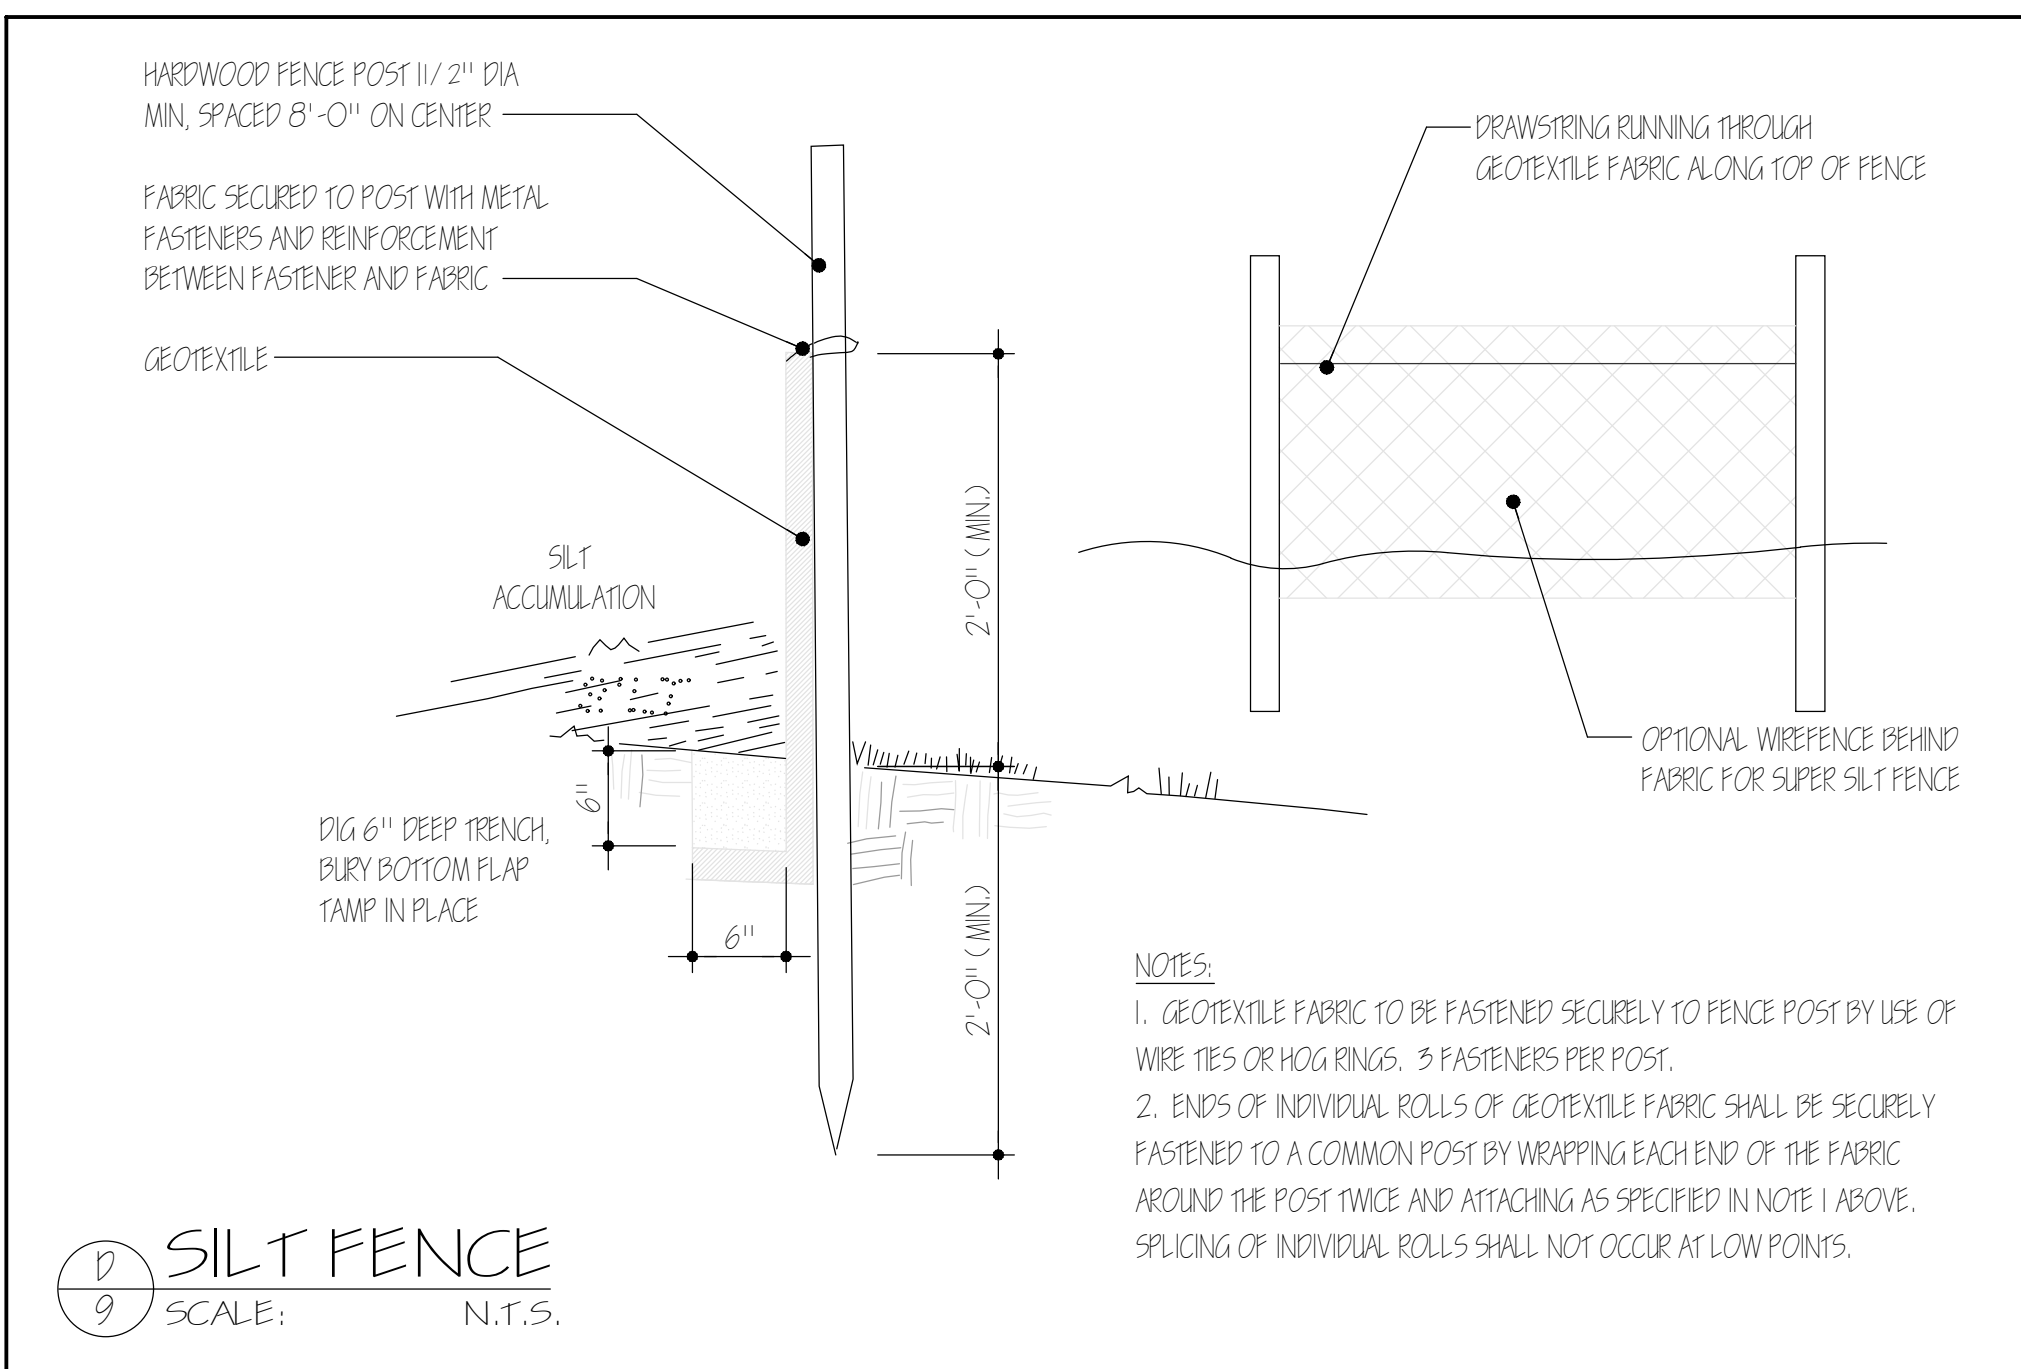 HARDWOOD FENCE POST 11/2" DIA
MIN, SPACED 8'-0" ON CENTER
FABRIC SECURED TO POST WITH METAL
FASTENERS AND REINFORCEMENT
BETWEEN FASTENER AND FABRIC
GEOTEXTILE
SILT
ACCUMULATION
6"
DIG 6" DEEP TRENCH,
BURY BOTTOM FLAP
TAMP IN PLACE
6"
2'-0" (MIN.)
2'-0" (MIN.)
DRAWSTRING RUNNING THROUGH
GEOTEXTILE FABRIC ALONG TOP OF FENCE
OPTIONAL WIREFENCE BEHIND
FABRIC FOR SUPER SILT FENCE
NOTES:
1. GEOTEXTILE FABRIC TO BE FASTENED SECURELY TO FENCE POST BY USE OF
WIRE TIES OR HOG RINGS. 3 FASTENERS PER POST.
2. ENDS OF INDIVIDUAL ROLLS OF GEOTEXTILE FABRIC SHALL BE SECURELY
FASTENED TO A COMMON POST BY WRAPPING EACH END OF THE FABRIC
AROUND THE POST TWICE AND ATTACHING AS SPECIFIED IN NOTE 1 ABOVE.
SPLICING OF INDIVIDUAL ROLLS SHALL NOT OCCUR AT LOW POINTS.
D
9
SILT FENCE
SCALE: N.T.S.